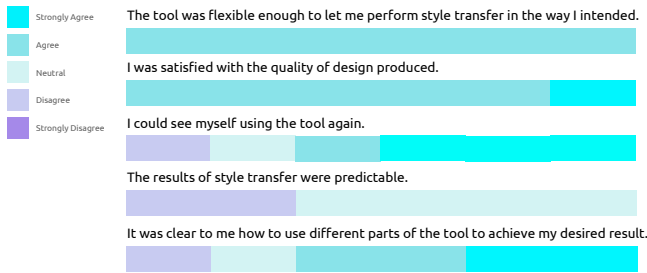 Strongly Agree
Agree
Neutral
Disagree
Strongly Disagree
The tool was flexible enough to let me perform style transfer in the way I intended.
I was satisfied with the quality of design produced.
I could see myself using the tool again.
The results of style transfer were predictable.
It was clear to me how to use different parts of the tool to achieve my desired result.